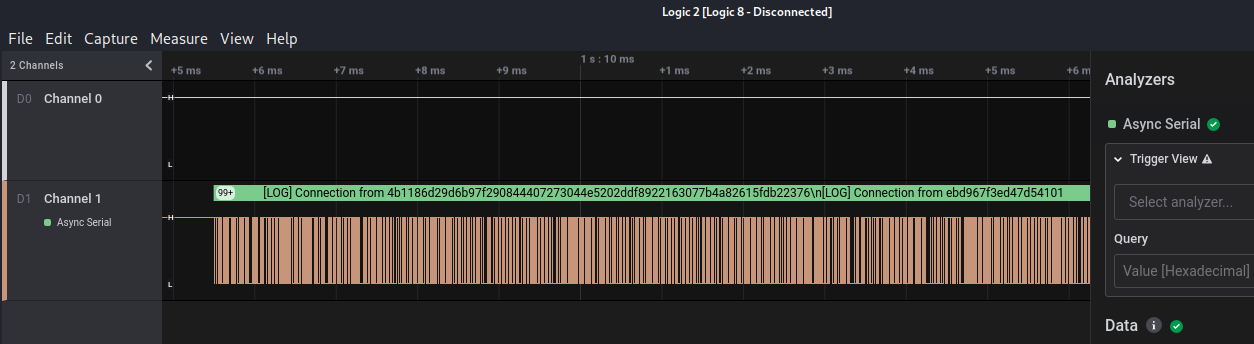 Logic 2 [Logic 8 - Disconnected]
File Edit Capture Measure View Help
2 Channels
+5 ms +6 ms +7 ms +8 ms +9 ms 1 s : 10 ms +1 ms +2 ms +3 ms +4 ms +5 ms +6 m
Analyzers
D0 Channel 0
H
L
Async Serial
Trigger View
D1 Channel 1
99+ [LOG] Connection from 4b1186d29d6b97f290844407273044e5202ddf8922163077b4a82615fdb22376\n[LOG] Connection from ebd967f3ed47d54101
Select analyzer...
Async Serial
H
L
Query
Value [Hexadecimal]
Data